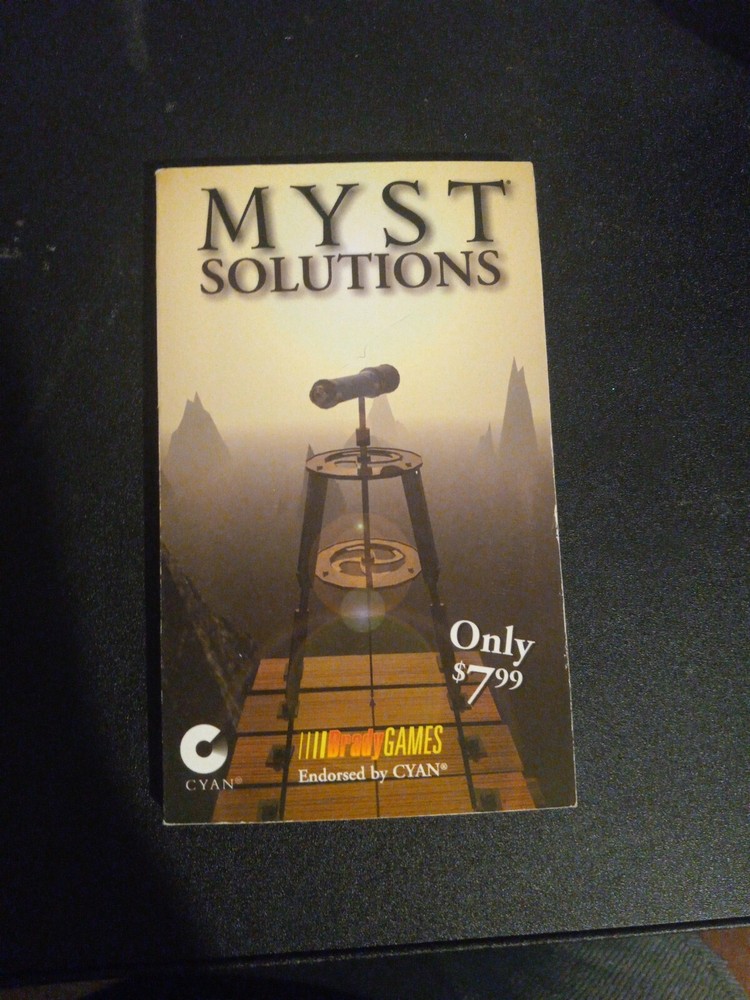 MYST®
SOLUTIONS
Only
$7.99
BradyGAMES
Endorsed by CYAN®
CYAN®